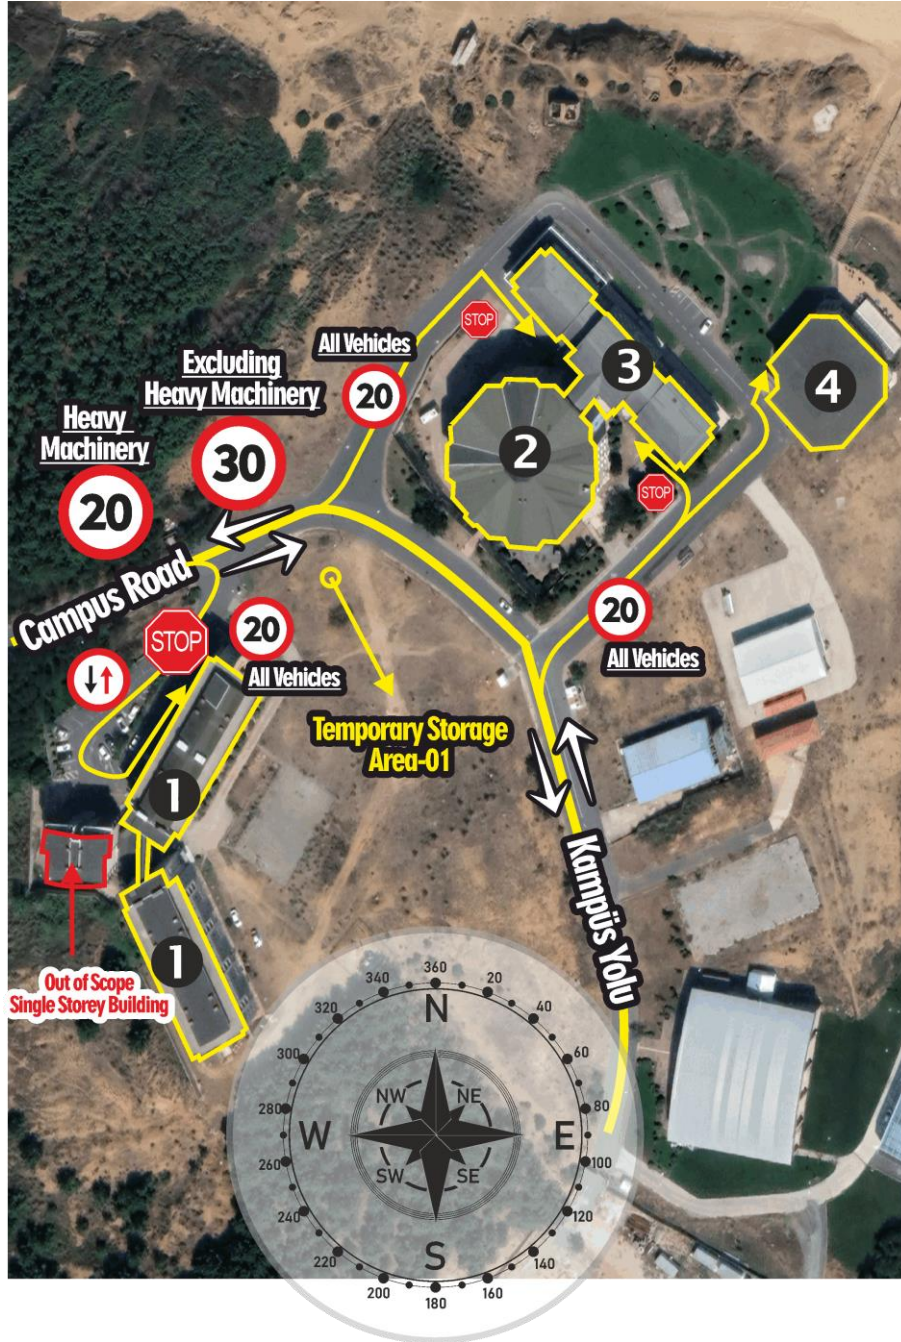 All Vehicles
20
STOP
Excluding
Heavy Machinery
30
Heavy
Machinery
20
3
4
2
STOP
Campus Road
STOP
20
All Vehicles
20
All Vehicles
Temporary Storage
Area-01
1
Kampüs Yolu
1
Out of Scope
Single Storey Building
360
20
40
60
80
100
120
140
160
180
200
220
240
260
280
300
320
340
N
NE
E
SE
S
SW
W
NW